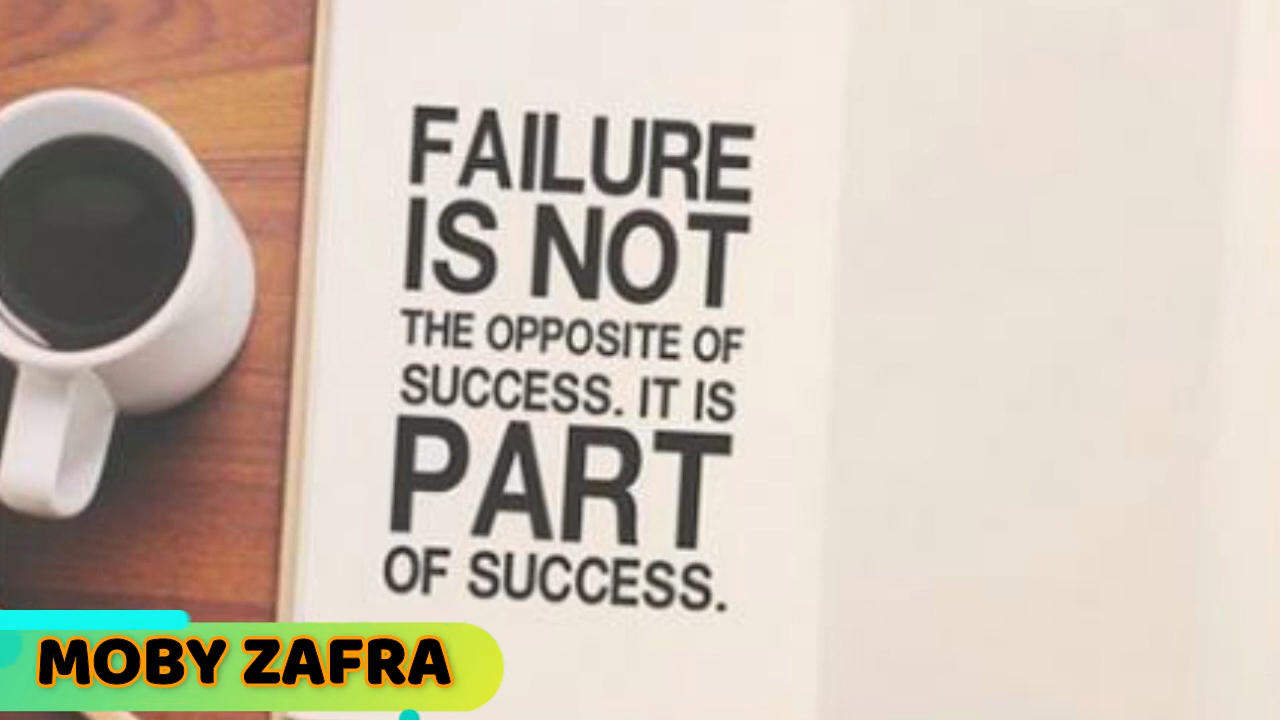 FAILURE
IS NOT
THE OPPOSITE OF
SUCCESS. IT IS
PART
OF SUCCESS.
MOBY ZAFRA